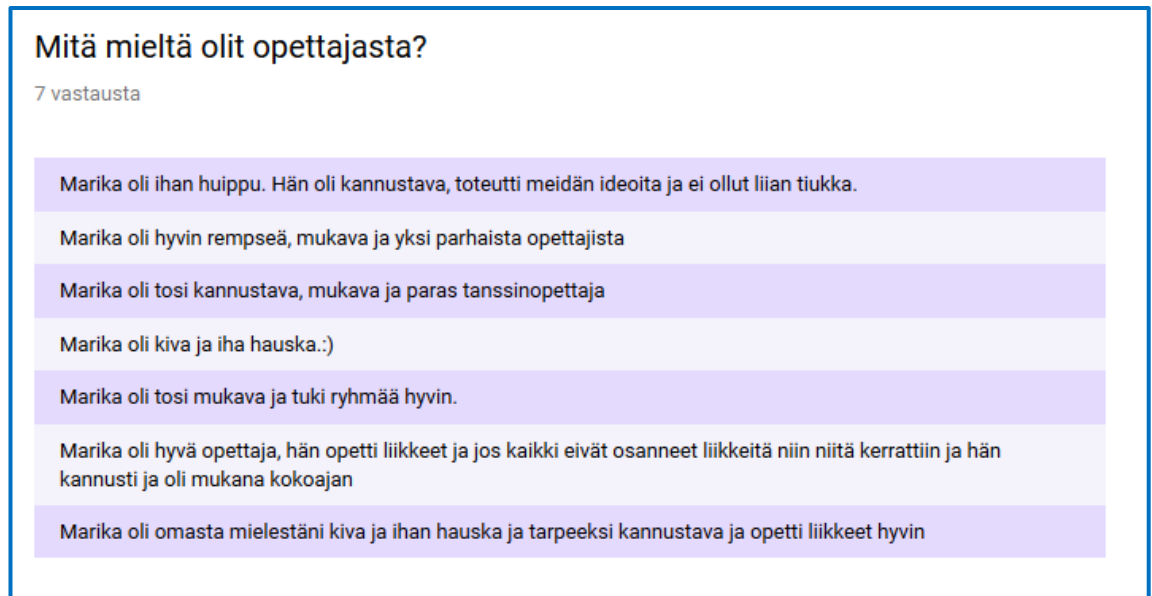 Mitä mieltä olit opettajasta?
7 vastausta
Marika oli ihan huippu. Hän oli kannustava, toteutti meidän ideoita ja ei ollut liian tiukka.
Marika oli hyvin rempseä, mukava ja yksi parhaista opettajista
Marika oli tosi kannustava, mukava ja paras tanssinopettaja
Marika oli kiva ja iha hauska.:)
Marika oli tosi mukava ja tuki ryhmää hyvin.
Marika oli hyvä opettaja, hän opetti liikkeet ja jos kaikki eivät osanneet liikkeitä niin niitä kerrattiin ja hän
kannusti ja oli mukana kokoajan
Marika oli omasta mielestäni kiva ja ihan hauska ja tarpeeksi kannustava ja opetti liikkeet hyvin